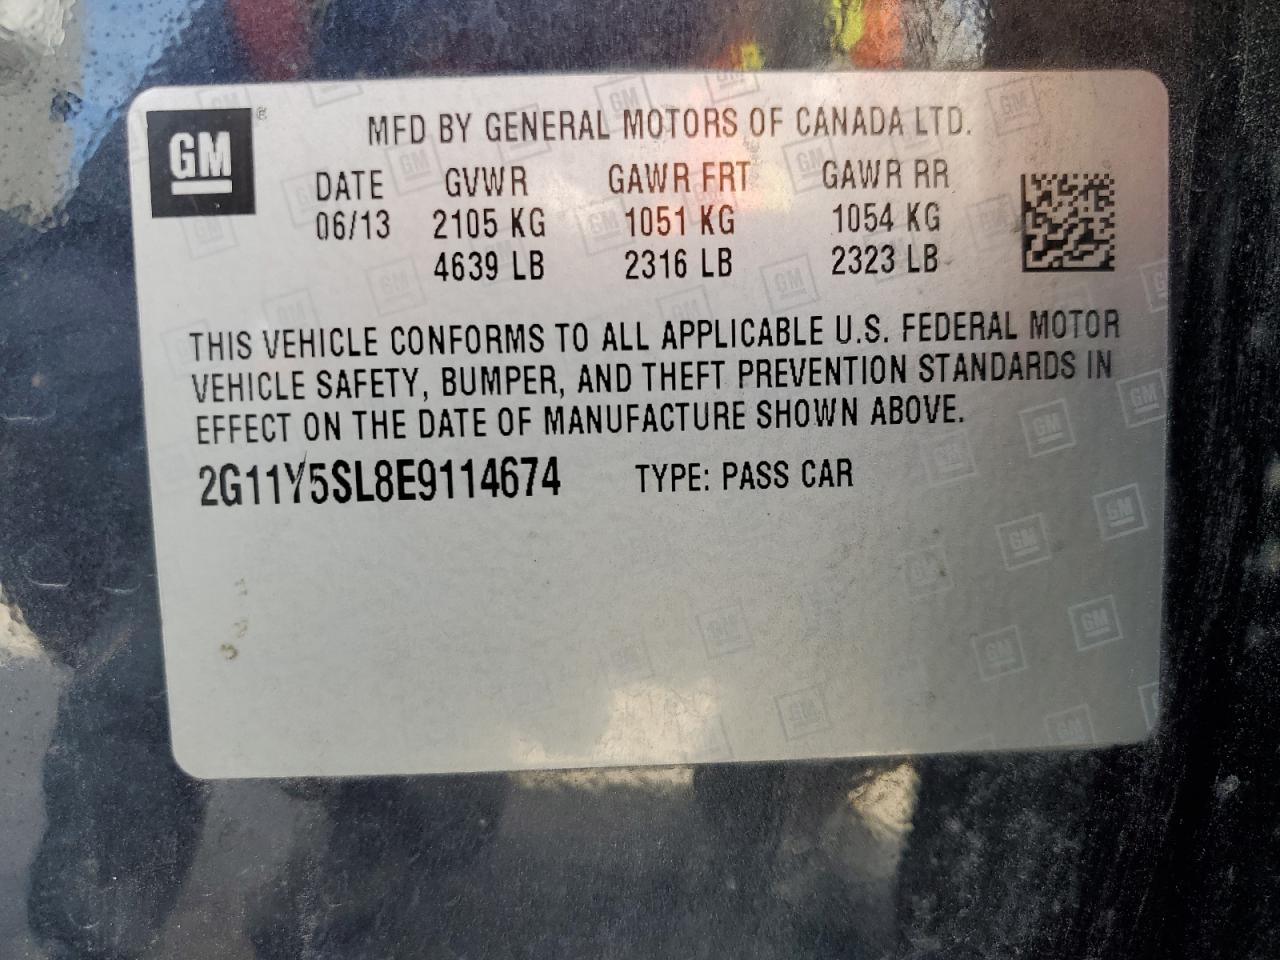 GM ®
MFD BY GENERAL MOTORS OF CANADA LTD.
DATE GVWR GAWR FRT GAWR RR
06/13 2105 KG 1051 KG 1054 KG
4639 LB 2316 LB 2323 LB
THIS VEHICLE CONFORMS TO ALL APPLICABLE U.S. FEDERAL MOTOR
VEHICLE SAFETY, BUMPER, AND THEFT PREVENTION STANDARDS IN
EFFECT ON THE DATE OF MANUFACTURE SHOWN ABOVE.
2G11Y5SL8E9114674 TYPE: PASS CAR